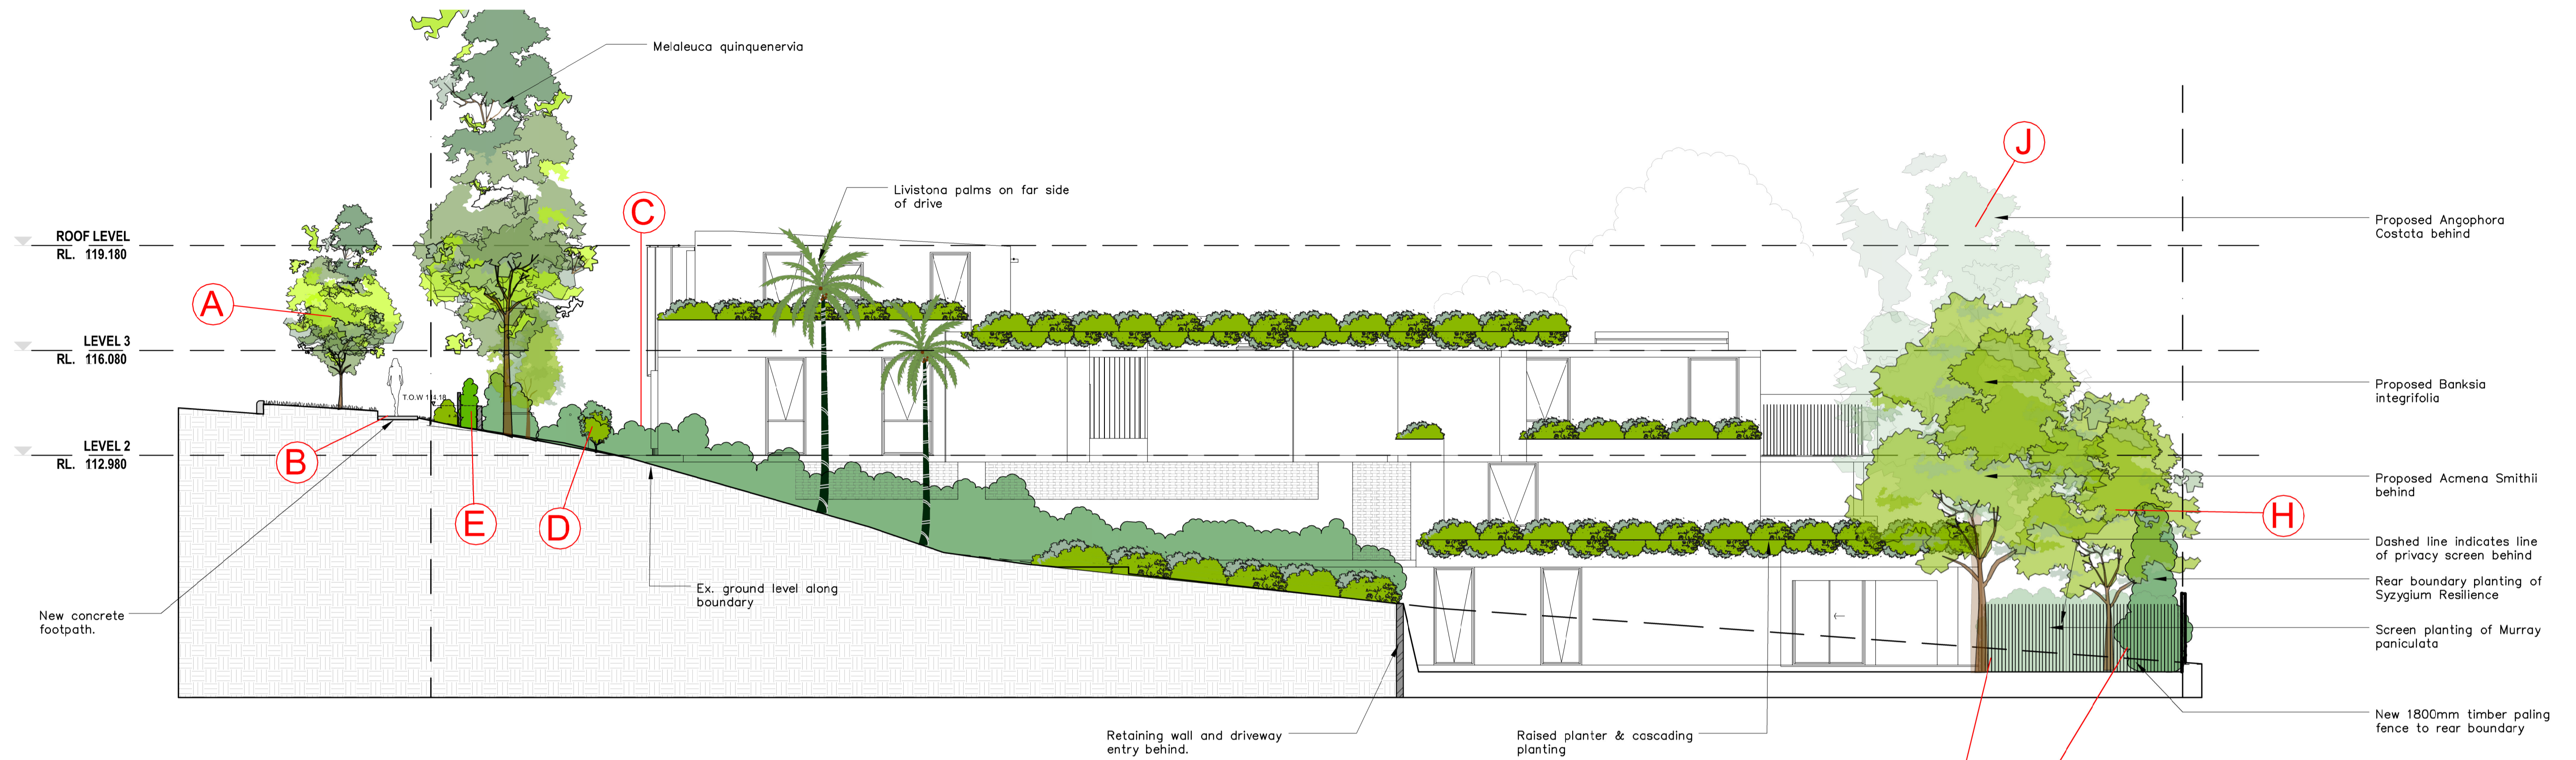 Melaleuca quinquenervia
J
Livistona palms on far side
of drive
C
Proposed Angophora
Costata behind
ROOF LEVEL
RL. 119.180
A
LEVEL 3
RL. 116.080
Proposed Banksia
integrifolia
T.O.W 114.18
LEVEL 2
RL. 112.980
B
Proposed Acmena Smithii
behind
H
E
D
Dashed line indicates line
of privacy screen behind
Ex. ground level along
boundary
Rear boundary planting of
Syzygium Resilience
New concrete
footpath.
Screen planting of Murray
paniculata
New 1800mm timber paling
fence to rear boundary
Retaining wall and driveway
entry behind.
Raised planter & cascading
planting